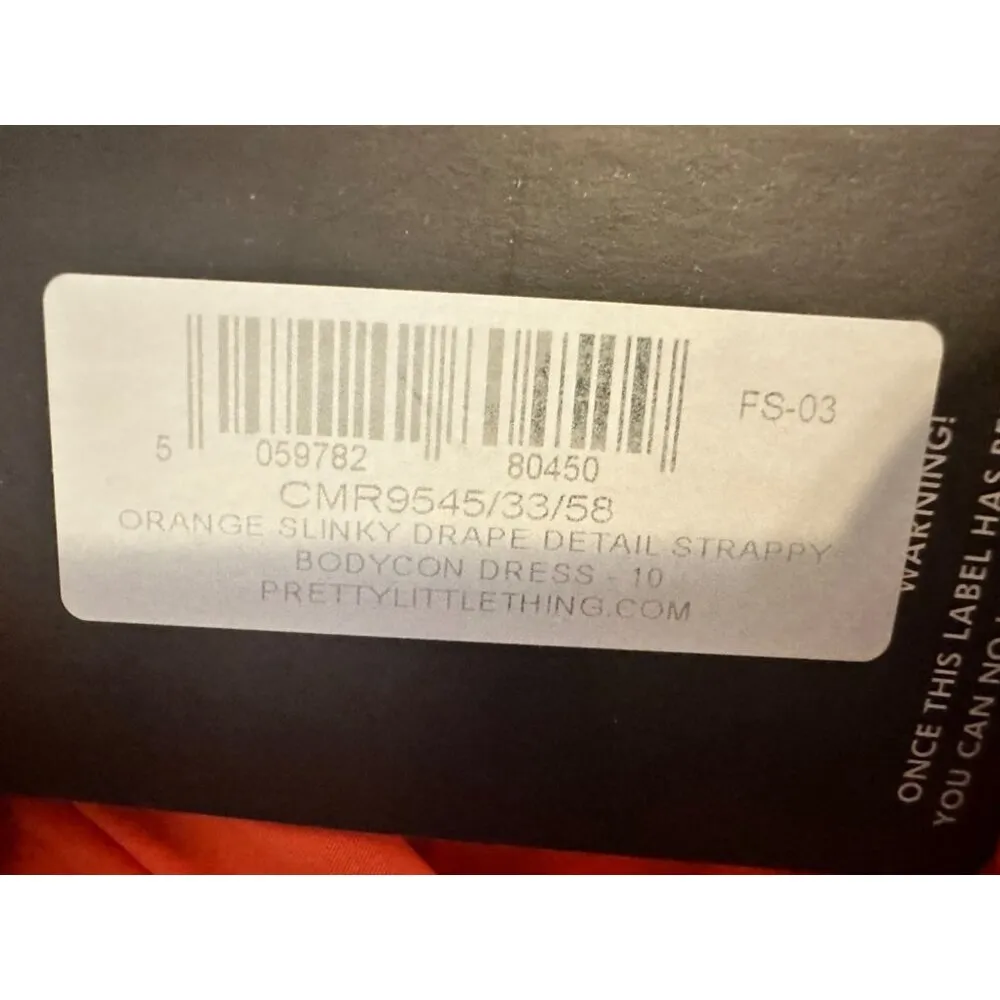 FS-03
5 059782 80450
CMR9545/33/58
ORANGE SLINKY DRAPE DETAIL STRAPPY
BODYCON DRESS - 10
PRETTYLITTLETHING.COM
WARNING!
ONCE THIS LABEL HAS
YOU CAN